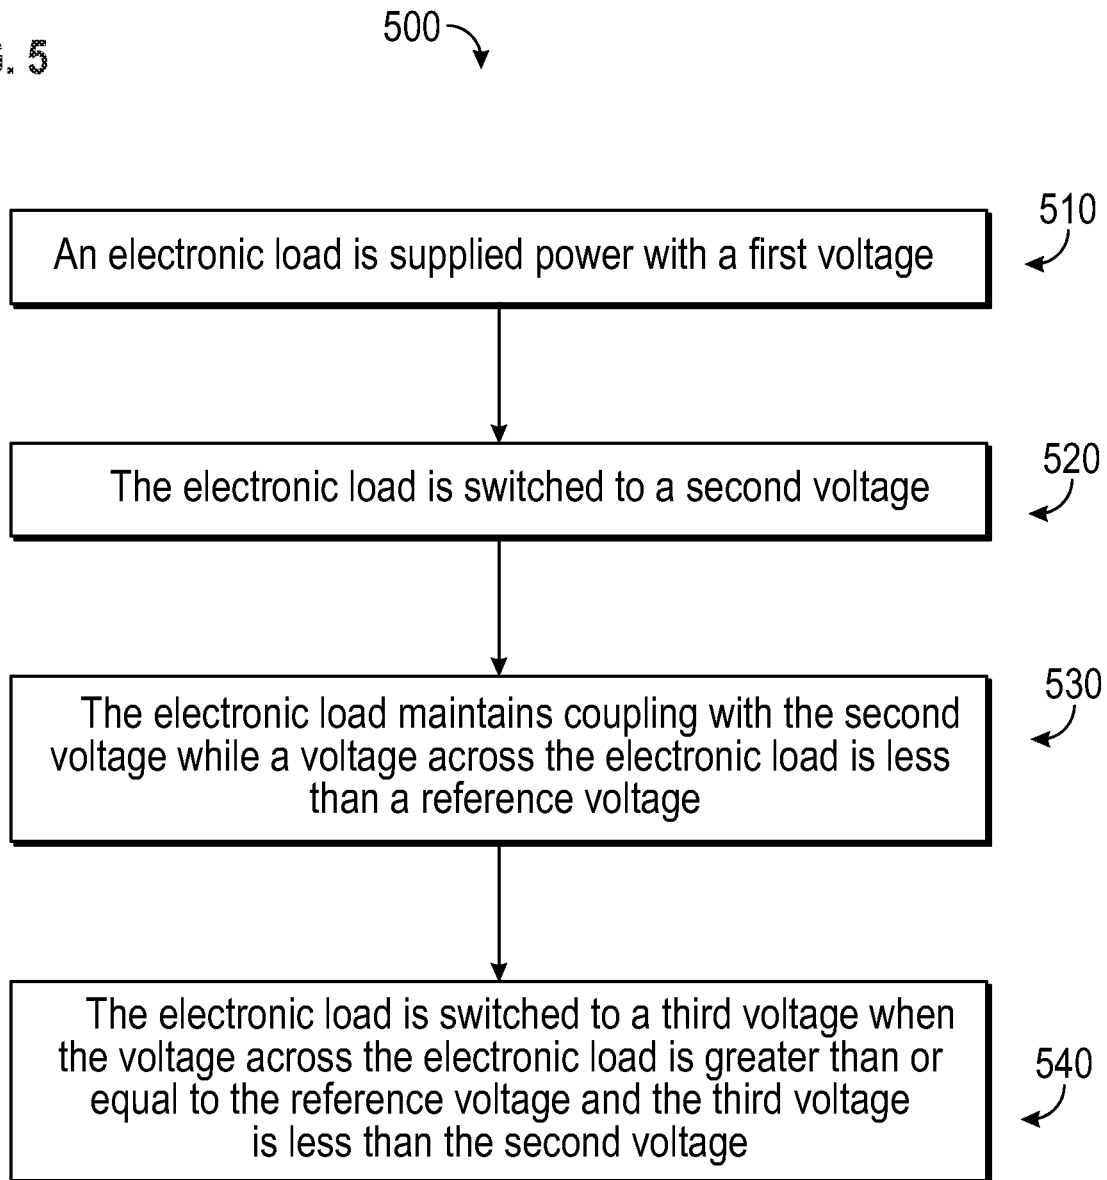 . 5
500
510
An electronic load is supplied power with a first voltage
520
The electronic load is switched to a second voltage
530
The electronic load maintains coupling with the second
voltage while a voltage across the electronic load is less
than a reference voltage
The electronic load is switched to a third voltage when
the voltage across the electronic load is greater than or
equal to the reference voltage and the third voltage
is less than the second voltage
540